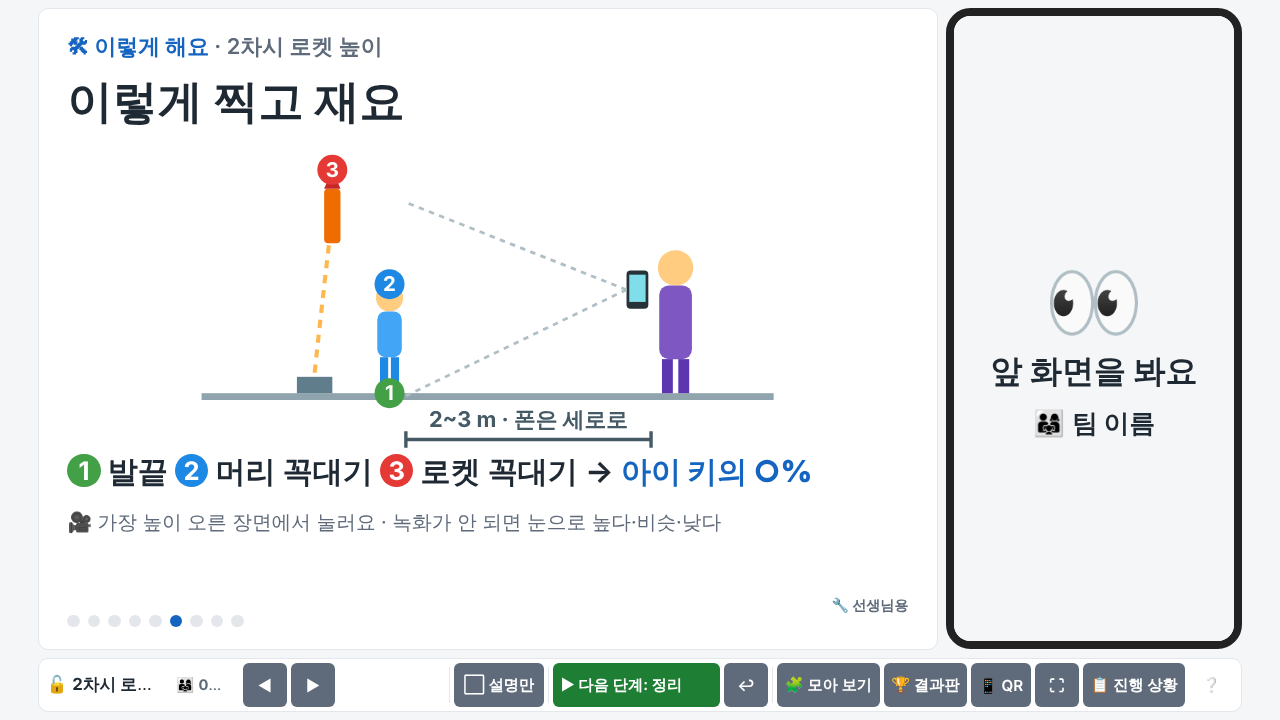 🛠 이렇게 해요 · 2차시 로켓 높이
이렇게 찍고 재요
3
2
1
2~3 m · 폰은 세로로
1 발끝 2 머리 꼭대기 3 로켓 꼭대기 → 아이 키의 O%
🎥 가장 높이 오른 장면에서 눌러요 · 녹화가 안 되면 눈으로 높다·비슷·낮다
🔧 선생님용
👀
앞 화면을 봐요
👨‍👩‍👧 팀 이름
🔓 2차시 로… 👨‍👩‍👧 0… ◀ ▶ 설명만 ▶ 다음 단계: 정리 ↩ 🧩 모아 보기 🏆 결과판 📱 QR ⛶ 📋 진행 상황 ❔